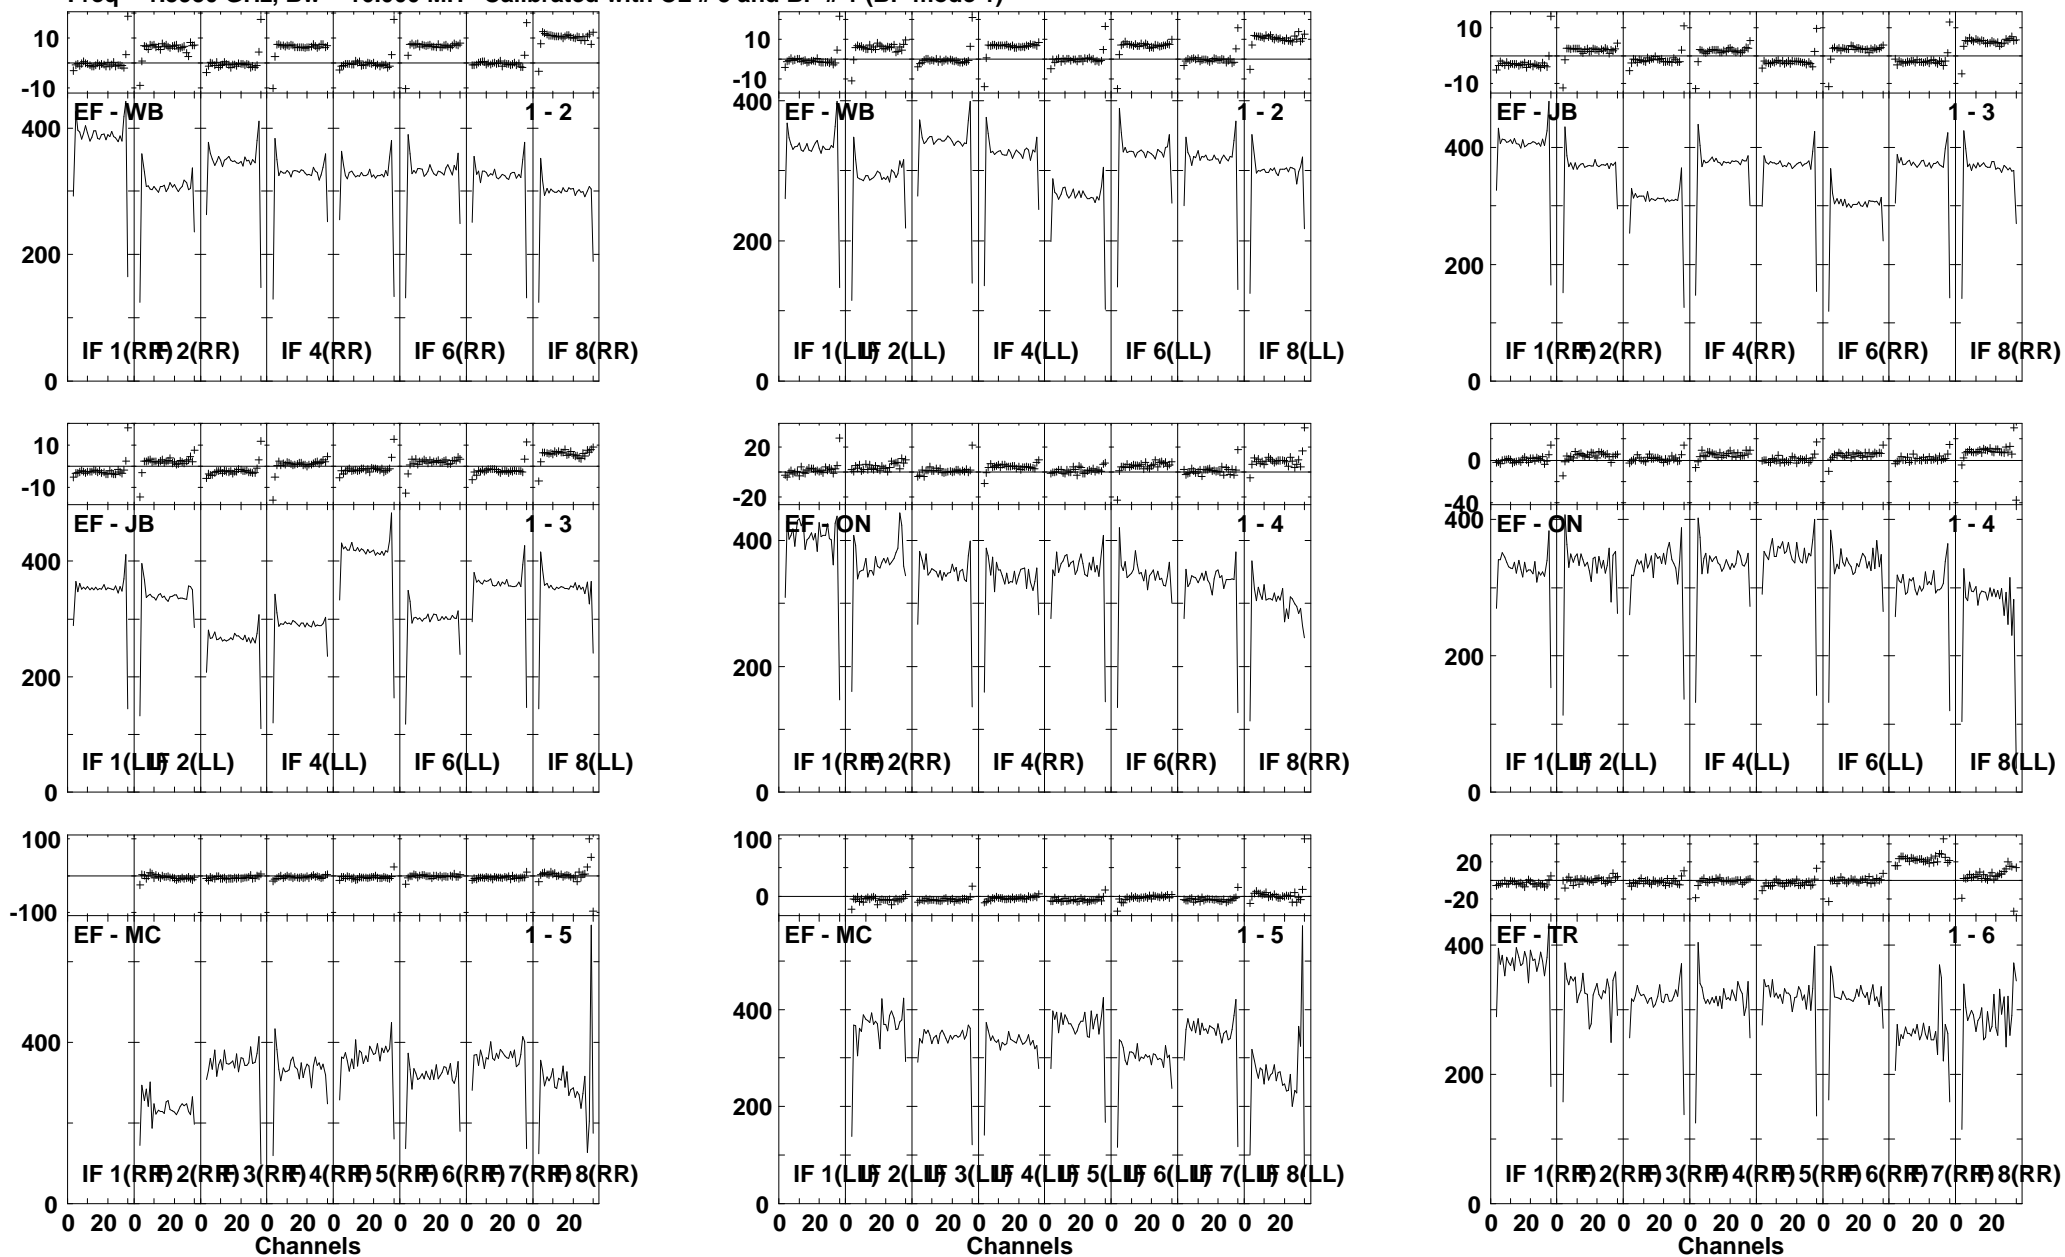 10
0
-10
EF - WB
1 - 2
400
200
0
IF 1(RR)
IF 2(RR)
IF 4(RR)
IF 6(RR)
IF 8(RR)
10
-10
EF - WB
1 - 2
400
200
0
IF 1(LL)
IF 2(LL)
IF 4(LL)
IF 6(LL)
IF 8(LL)
10
-10
EF - JB
1 - 3
400
200
0
IF 1(RR)
IF 2(RR)
IF 4(RR)
IF 6(RR)
IF 8(RR)
10
-10
EF - JB
1 - 3
400
200
0
IF 1(LL)
IF 2(LL)
IF 4(LL)
IF 6(LL)
IF 8(LL)
20
0
-20
EF - ON
1 - 4
400
200
0
IF 1(RR)
IF 2(RR)
IF 4(RR)
IF 6(RR)
IF 8(RR)
0
-40
EF - ON
1 - 4
400
200
0
IF 1(LL)
IF 2(LL)
IF 4(LL)
IF 6(LL)
IF 8(LL)
100
0
-100
EF - MC
1 - 5
400
0
IF 1(RR)
IF 2(RR)
IF 3(RR)
IF 4(RR)
IF 5(RR)
IF 6(RR)
IF 7(RR)
IF 8(RR)
0 20 0 20 0 20 0 20 0 20 0 20 0 20 0 20
Channels
100
0
EF - MC
1 - 5
400
200
0
IF 1(LL)
IF 2(LL)
IF 3(LL)
IF 4(LL)
IF 5(LL)
IF 6(LL)
IF 7(LL)
IF 8(LL)
0 20 0 20 0 20 0 20 0 20 0 20 0 20 0 20
Channels
20
-20
EF - TR
1 - 6
400
200
0
IF 1(RR)
IF 2(RR)
IF 3(RR)
IF 4(RR)
IF 5(RR)
IF 6(RR)
IF 7(RR)
IF 8(RR)
0 20 0 20 0 20 0 20 0 20 0 20 0 20 0 20
Channels